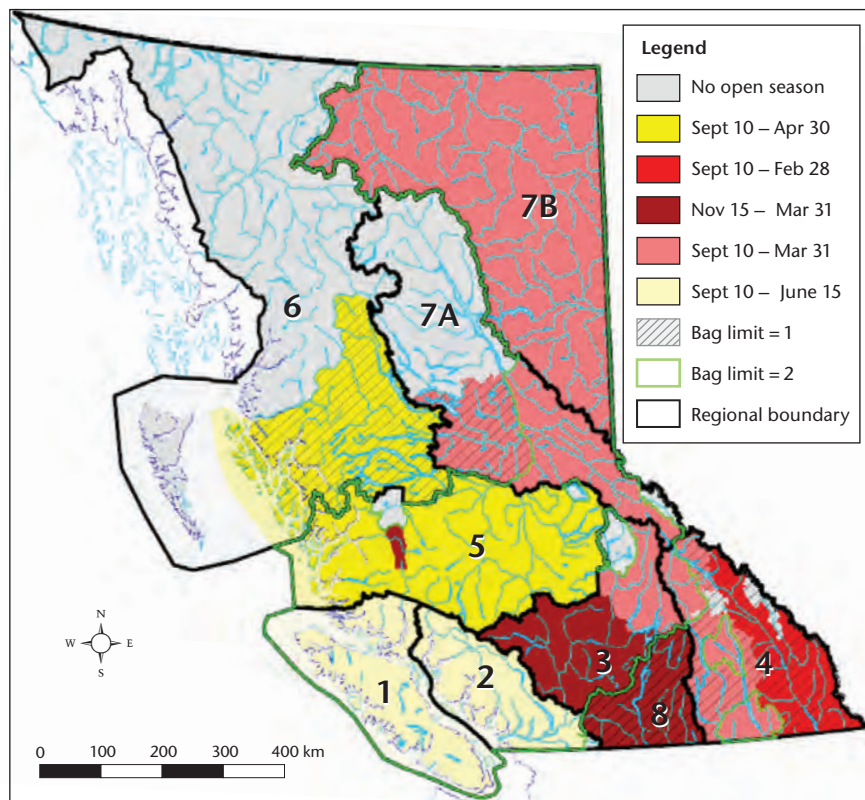 Legend
No open season
Sept 10 – Apr 30
Sept 10 – Feb 28
Nov 15 – Mar 31
Sept 10 – Mar 31
Sept 10 – June 15
Bag limit = 1
Bag limit = 2
Regional boundary
7B
6
7A
5
3
4
2
1
8
N
W E
S
0 100 200 300 400 km